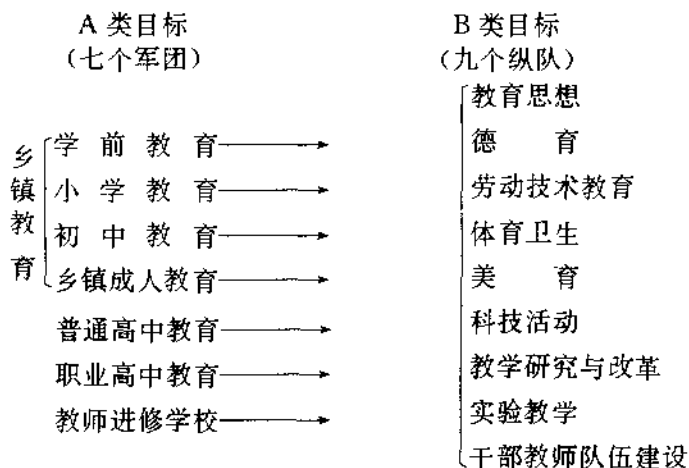 A 类目标
（七个军团）
乡镇教育
学前教育
小学教育
初中教育
乡镇成人教育
普通高中教育
职业高中教育
教师进修学校
B 类目标
（九个纵队）
教育思想
德育
劳动技术教育
体育卫生
美育
科技活动
教学研究与改革
实验教学
干部教师队伍建设